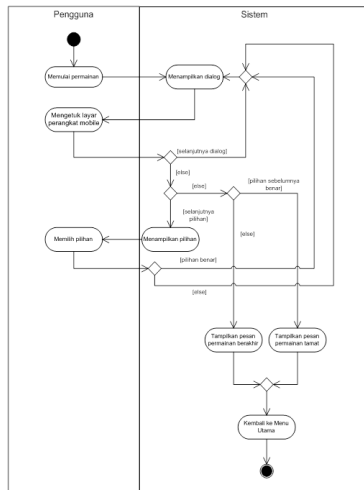 Pengguna
Sistem
Memulai permainan
Menampilkan dialog
Mengetuk layar
perangkat mobile
[selanjutnya dialog]
[else]
[else]
[pilihan sebelumnya
benar]
[selanjutnya
pilihan]
[else]
Memilih pilihan
Menampilkan pilihan
[pilihan benar]
[else]
Tampilkan pesan
permainan berakhir
Tampilkan pesan
permainan tamat
Kembali ke Menu
Utama